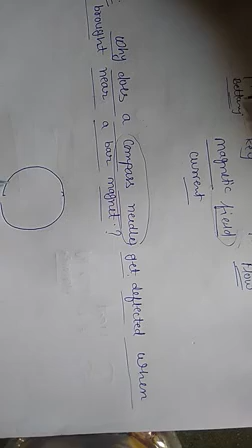 key How
magnetic field
current
Why does a compass needle get deflected when
brought near a bar magnet?